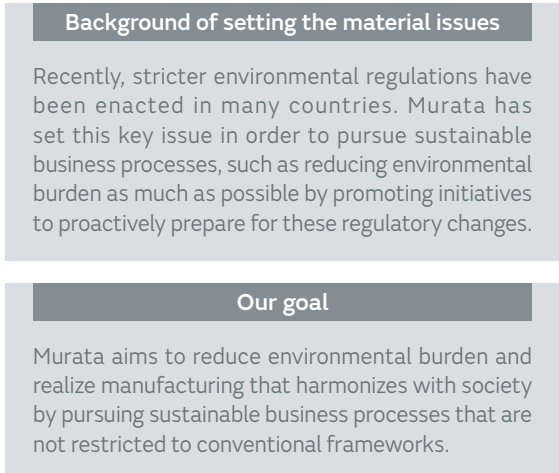 Background of setting the material issues
Recently, stricter environmental regulations have
been enacted in many countries. Murata has
set this key issue in order to pursue sustainable
business processes, such as reducing environmental
burden as much as possible by promoting initiatives
to proactively prepare for these regulatory changes.
Our goal
Murata aims to reduce environmental burden and
realize manufacturing that harmonizes with society
by pursuing sustainable business processes that are
not restricted to conventional frameworks.